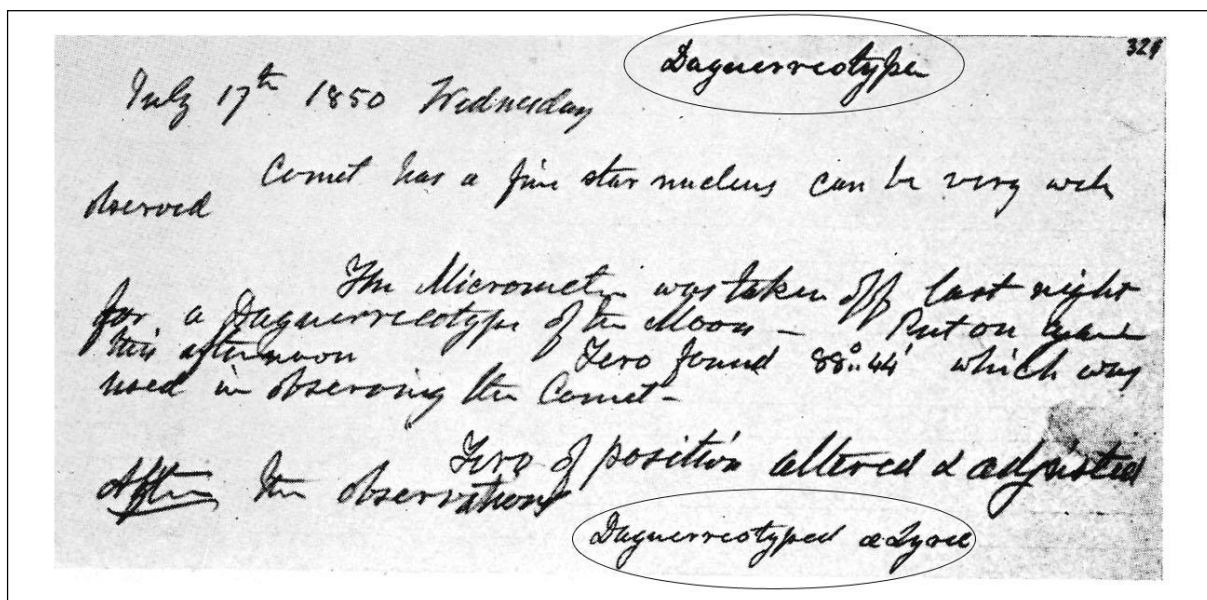 Daguerreotype
329
July 17th 1850 Wednesday
Comet has a fine star nucleus can be very well
observed
The Micrometer was taken off last night
for a Daguerreotype of the Moon – Put on again
this afternoon Zero found 88° 44' which was
used in observing the Comet –
Zero of position altered & adjusted
After the observations
Daguerreotyped α Lyrae